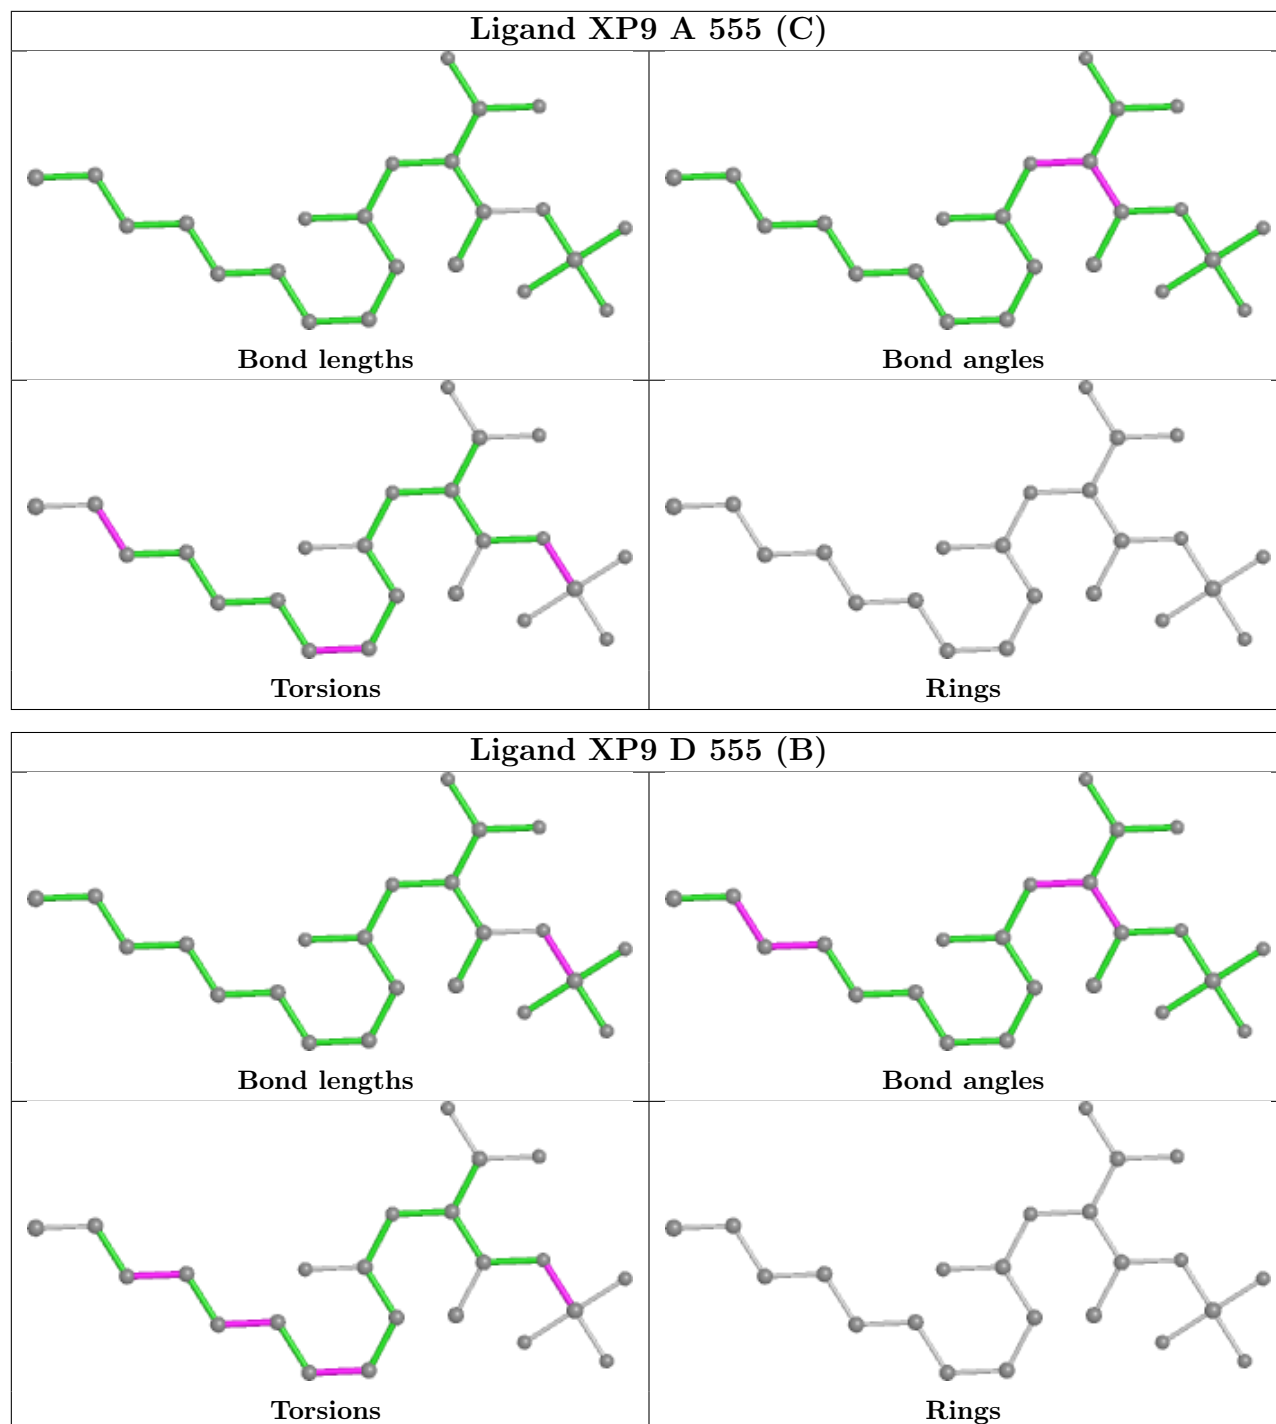 Ligand XP9 A 555 (C)
Bond lengths
Bond angles
Torsions
Rings
Ligand XP9 D 555 (B)
Bond lengths
Bond angles
Torsions
Rings